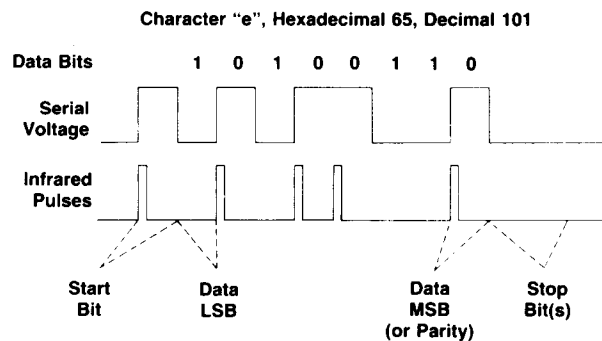 Character “e”, Hexadecimal 65, Decimal 101
Data Bits 1 0 1 0 0 1 1 0
Serial
Voltage
Infrared
Pulses
Start
Bit
Data
LSB
Data
MSB
(or Parity)
Stop
Bit(s)